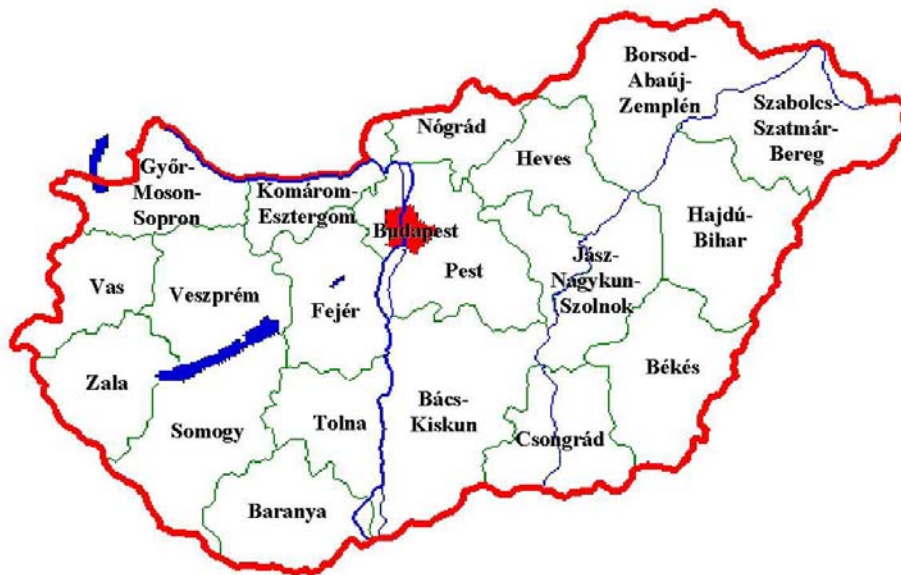 Borsod-
Abaúj-
Zemplén
Szabolcs-
Szatmár-
Bereg
Nógrád
Heves
Győr-
Moson-
Sopron
Komárom-
Esztergom
Budapest
Hajdú-
Bihar
Jász-
Nagykun-
Szolnok
Pest
Vas
Veszprém
Fejér
Zala
Békés
Bács-
Kiskun
Tolna
Somogy
Csongrád
Baranya